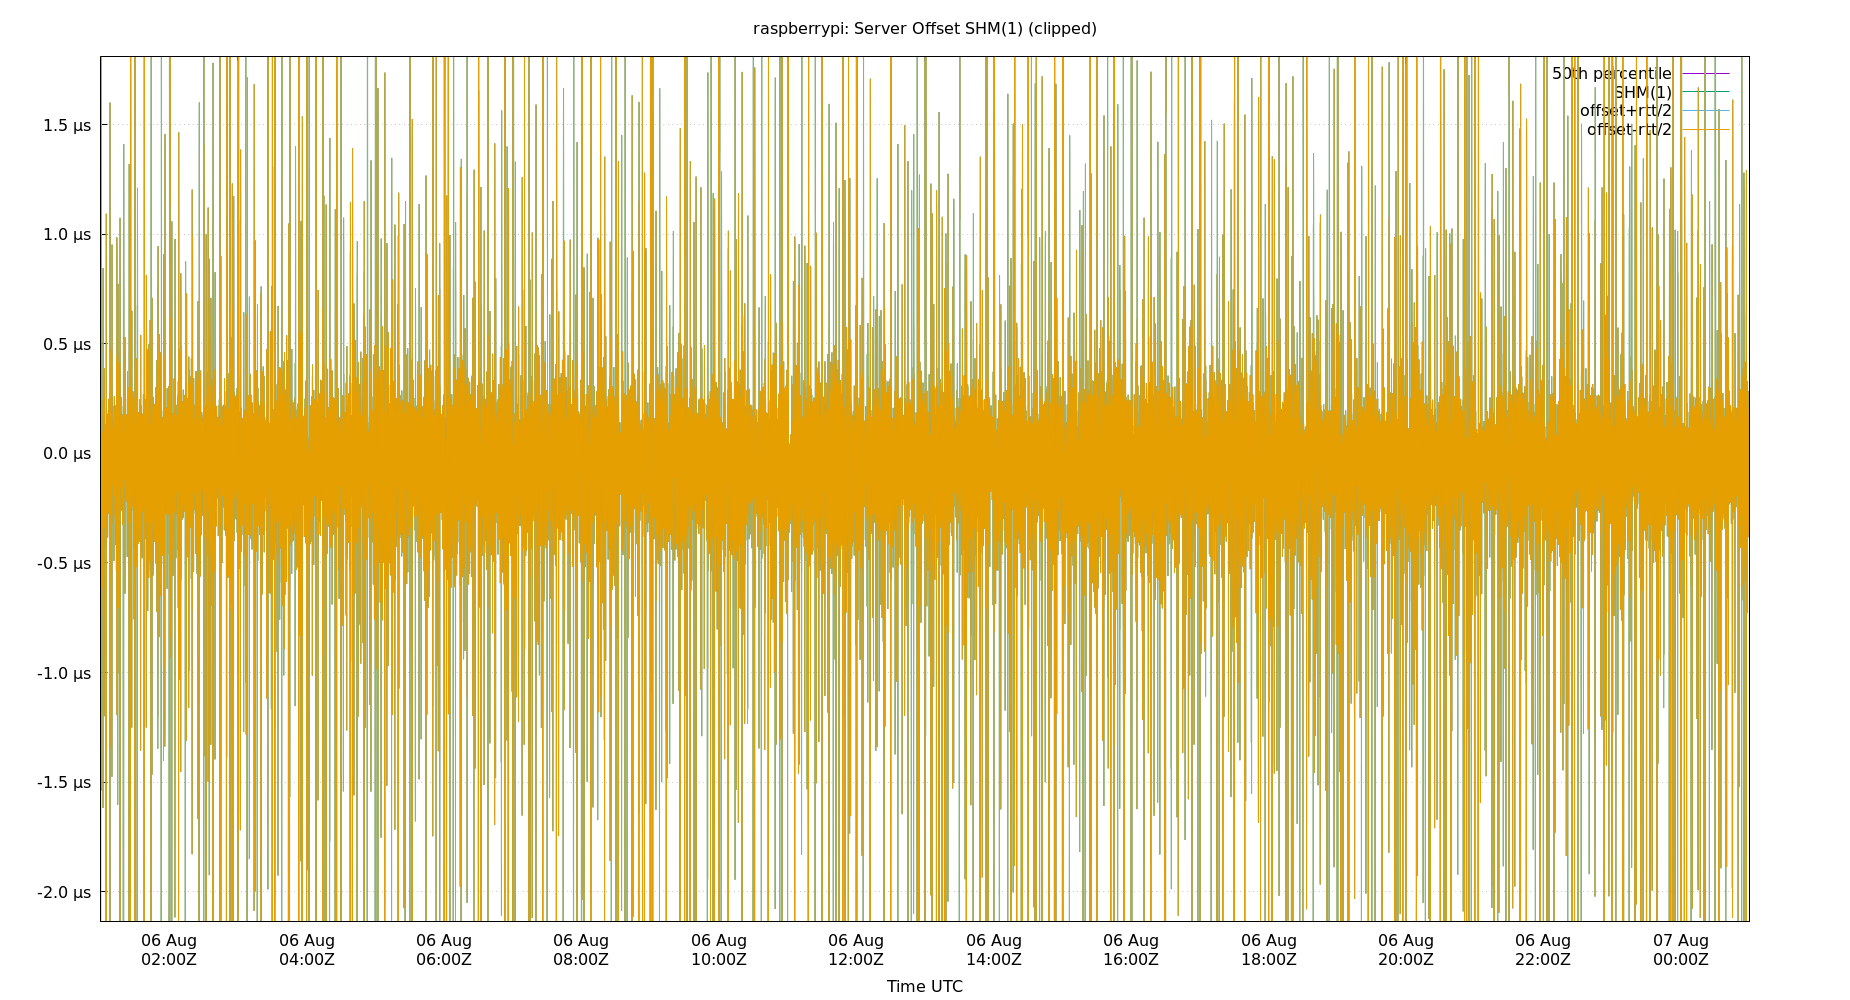 raspberrypi: Server Offset SHM(1) (clipped)
50th percentile
SHM(1)
offset+rtt/2
offset-rtt/2
1.5 µs
1.0 µs
0.5 µs
0.0 µs
-0.5 µs
-1.0 µs
-1.5 µs
-2.0 µs
06 Aug 06 Aug 06 Aug 06 Aug 06 Aug 06 Aug 06 Aug 06 Aug 06 Aug 06 Aug 06 Aug 07 Aug
02:00Z 04:00Z 06:00Z 08:00Z 10:00Z 12:00Z 14:00Z 16:00Z 18:00Z 20:00Z 22:00Z 00:00Z
Time UTC